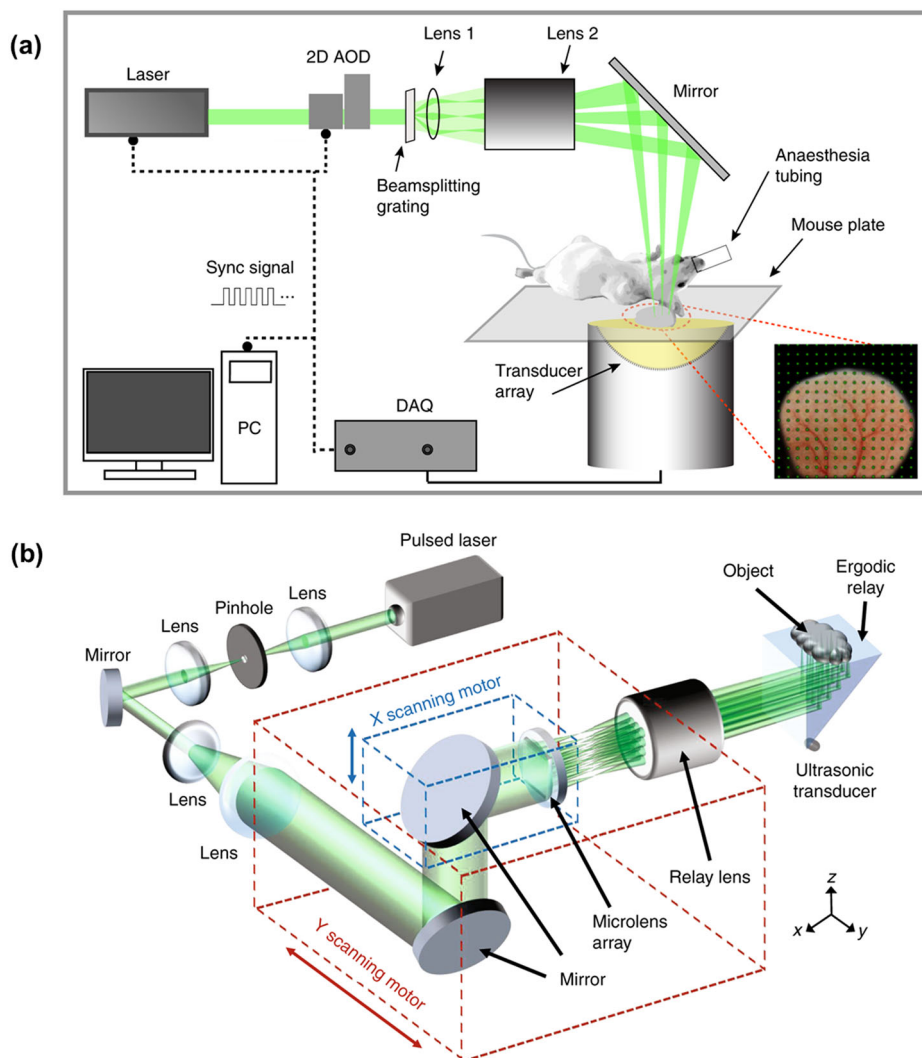 (a)
Laser
2D AOD
Lens 1
Lens 2
Mirror
Beamsplitting
grating
Anaesthesia
tubing
Mouse plate
Sync signal
...
Transducer
array
PC
DAQ
(b)
Pulsed laser
Lens
Pinhole
Lens
Mirror
Object
Ergodic
relay
X scanning motor
Lens
Lens
Ultrasonic
transducer
Relay lens
Microlens
array
Mirror
Y scanning motor
z
x
y